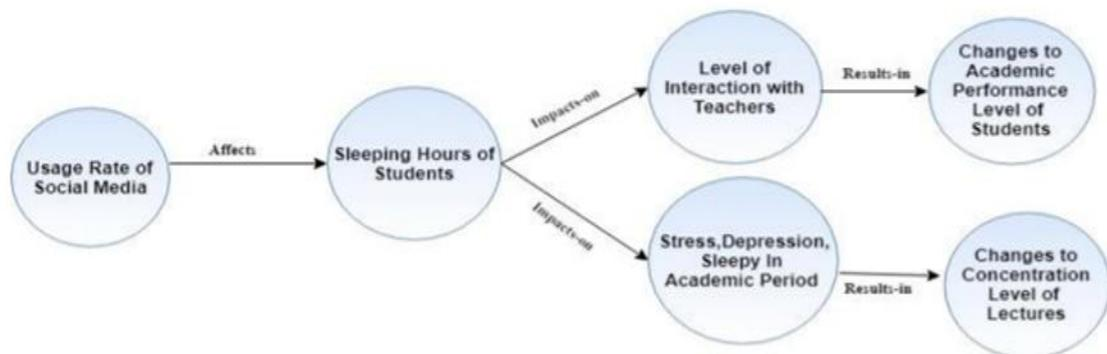 Usage Rate of
Social Media
Affects
Sleeping Hours of
Students
Impacts-on
Level of
Interaction with
Teachers
Results-in
Changes to
Academic
Performance
Level of
Students
Impacts-on
Stress,Depression,
Sleepy In
Academic Period
Results-in
Changes to
Concentration
Level of
Lectures